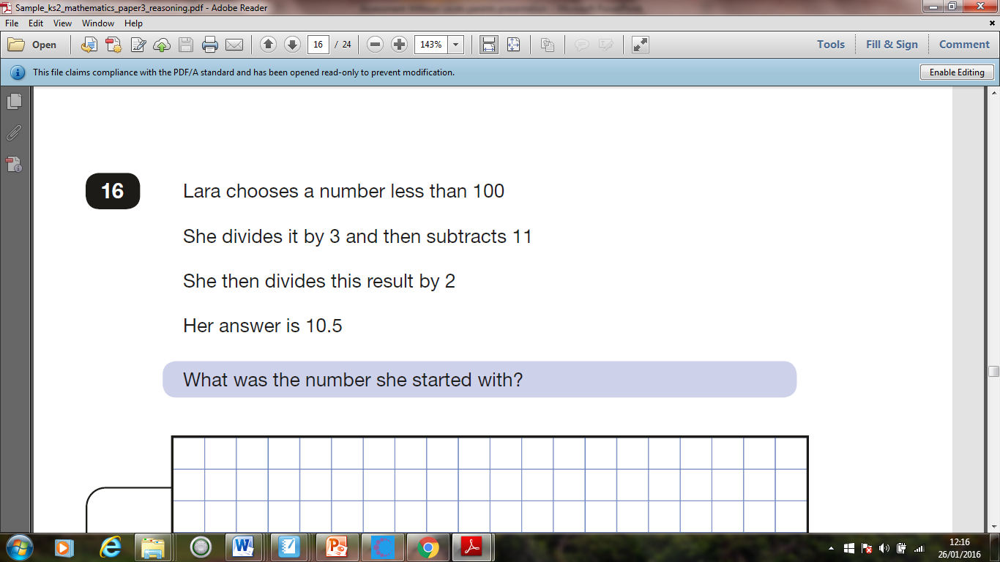 Sample_ks2_mathematics_paper3_reasoning.pdf - Adobe Reader
File Edit View Window Help
Open 16 / 24 143% Tools Fill & Sign Comment
This file claims compliance with the PDF/A standard and has been opened read-only to prevent modification. Enable Editing
16 Lara chooses a number less than 100
She divides it by 3 and then subtracts 11
She then divides this result by 2
Her answer is 10.5
What was the number she started with?
12:16
26/01/2016